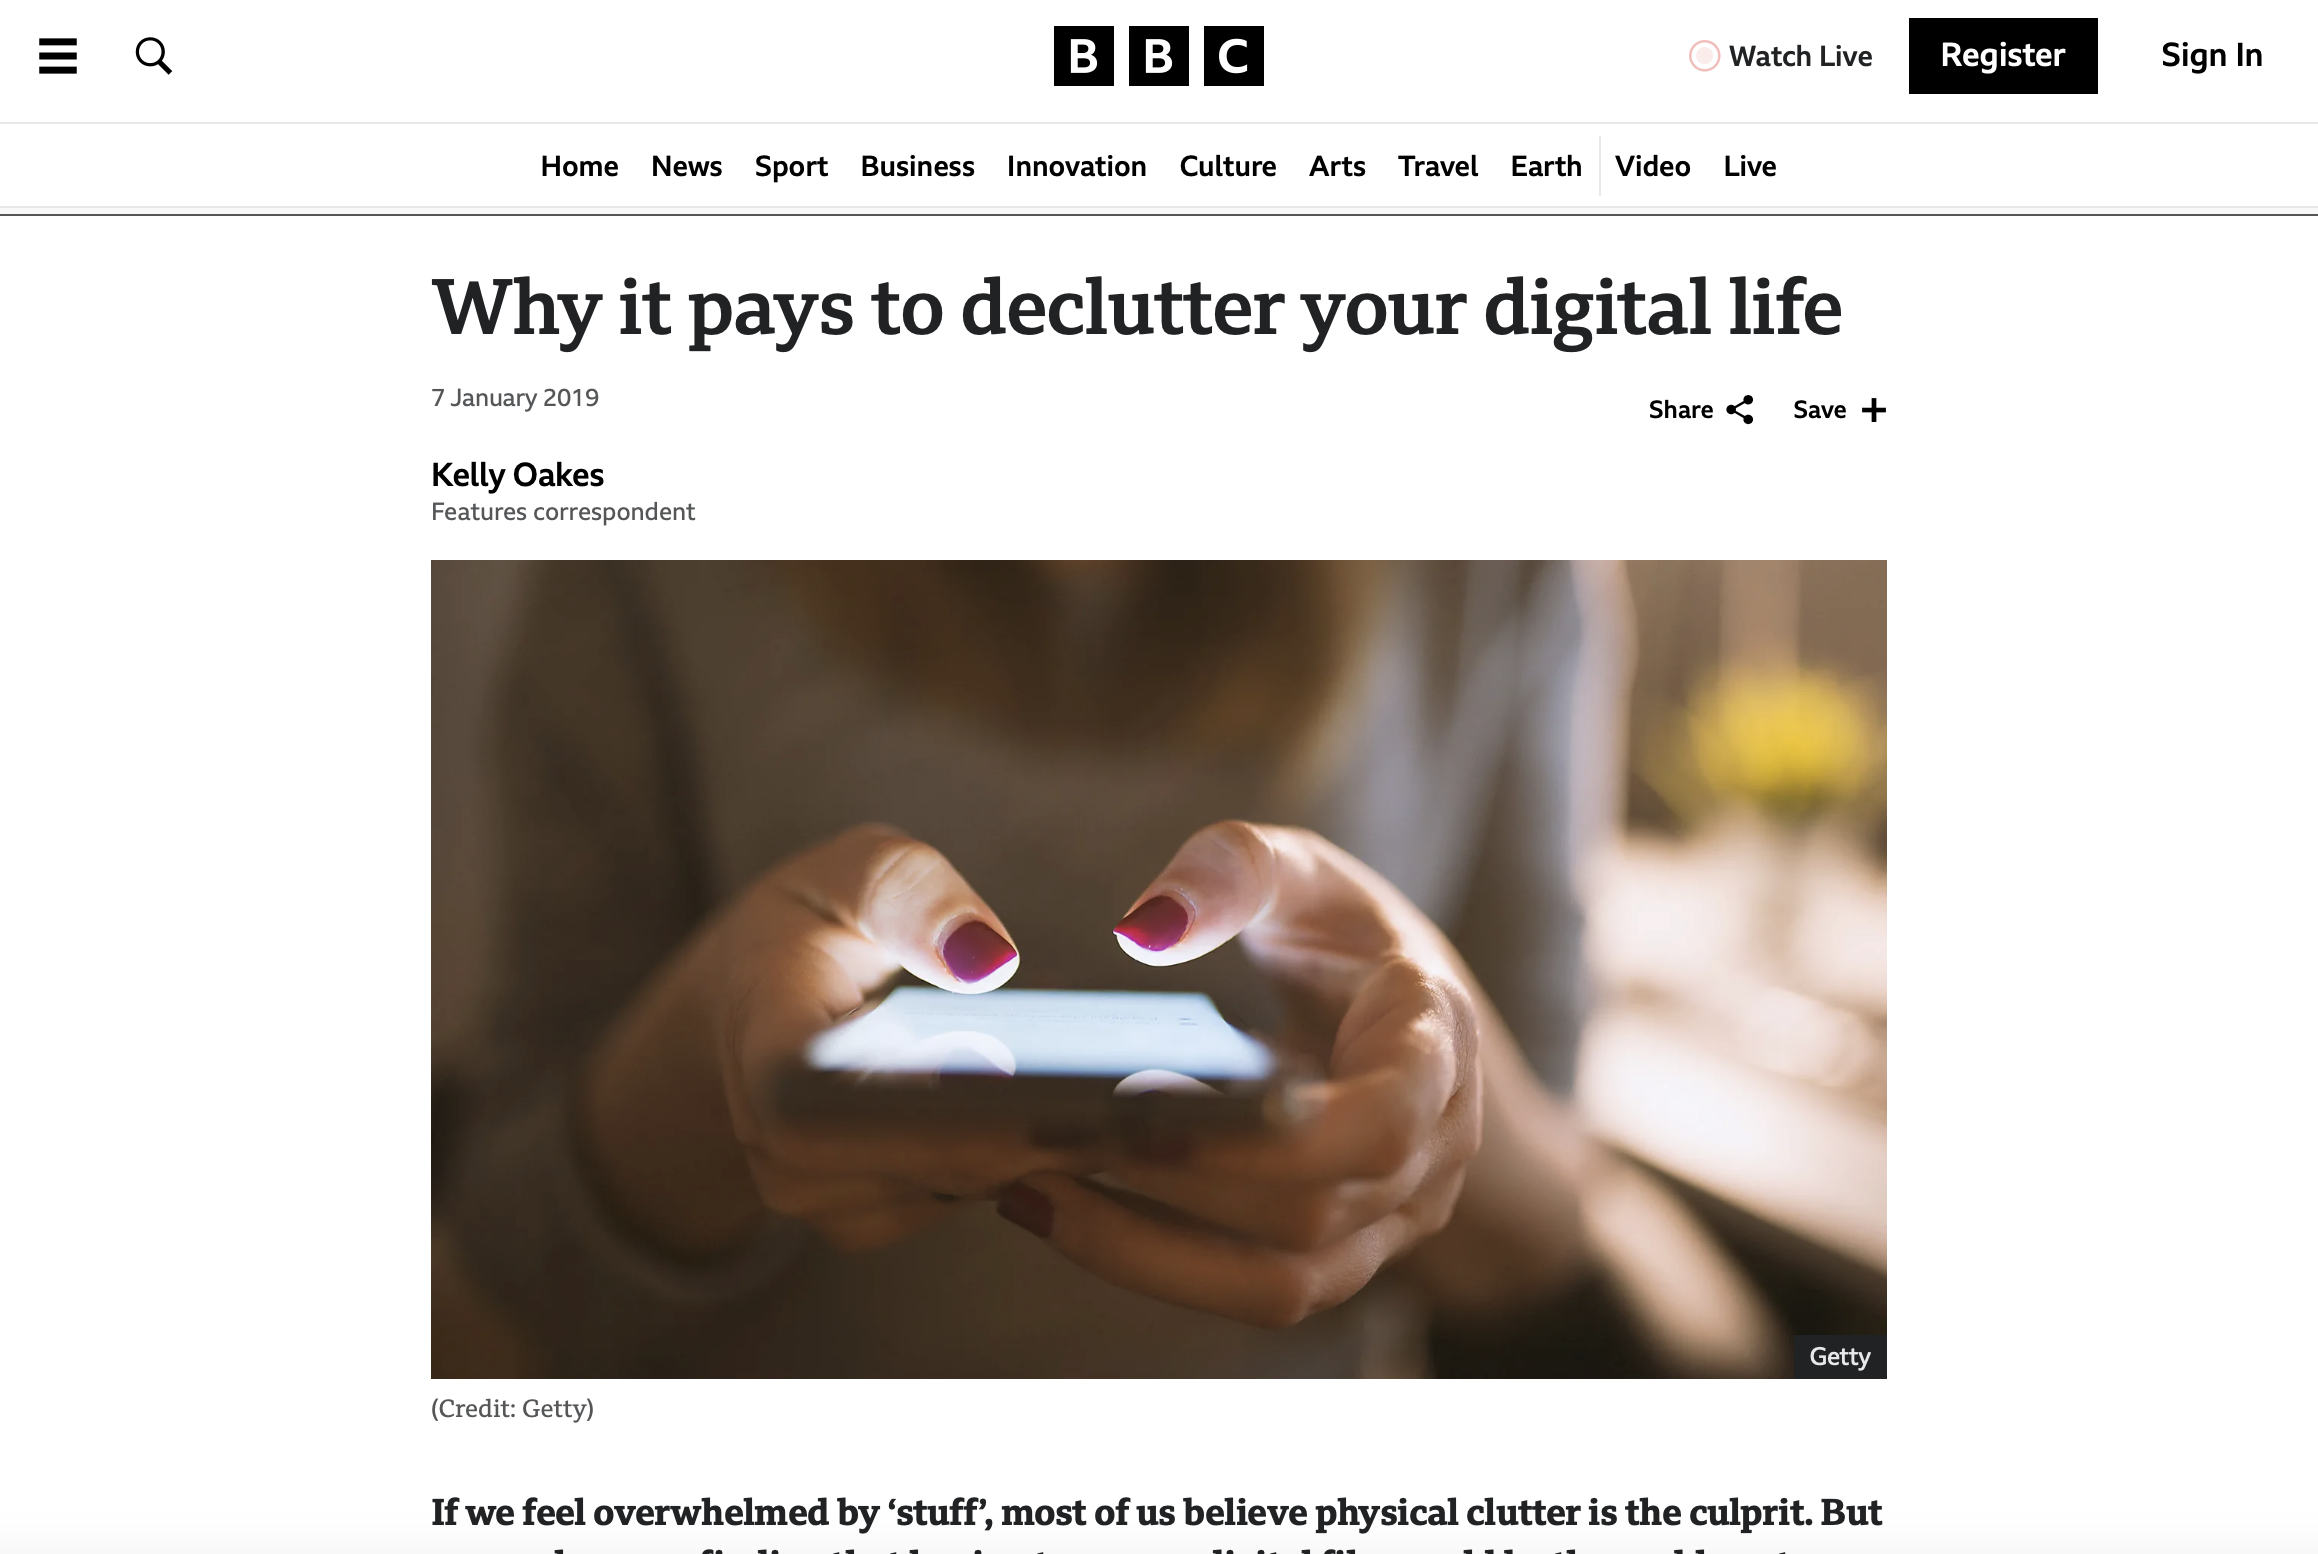 BBC
Watch Live
Register
Sign In
Home News Sport Business Innovation Culture Arts Travel Earth Video Live
Why it pays to declutter your digital life
7 January 2019
Share
Save
Kelly Oakes
Features correspondent
Getty
(Credit: Getty)
If we feel overwhelmed by ‘stuff’, most of us believe physical clutter is the culprit. But